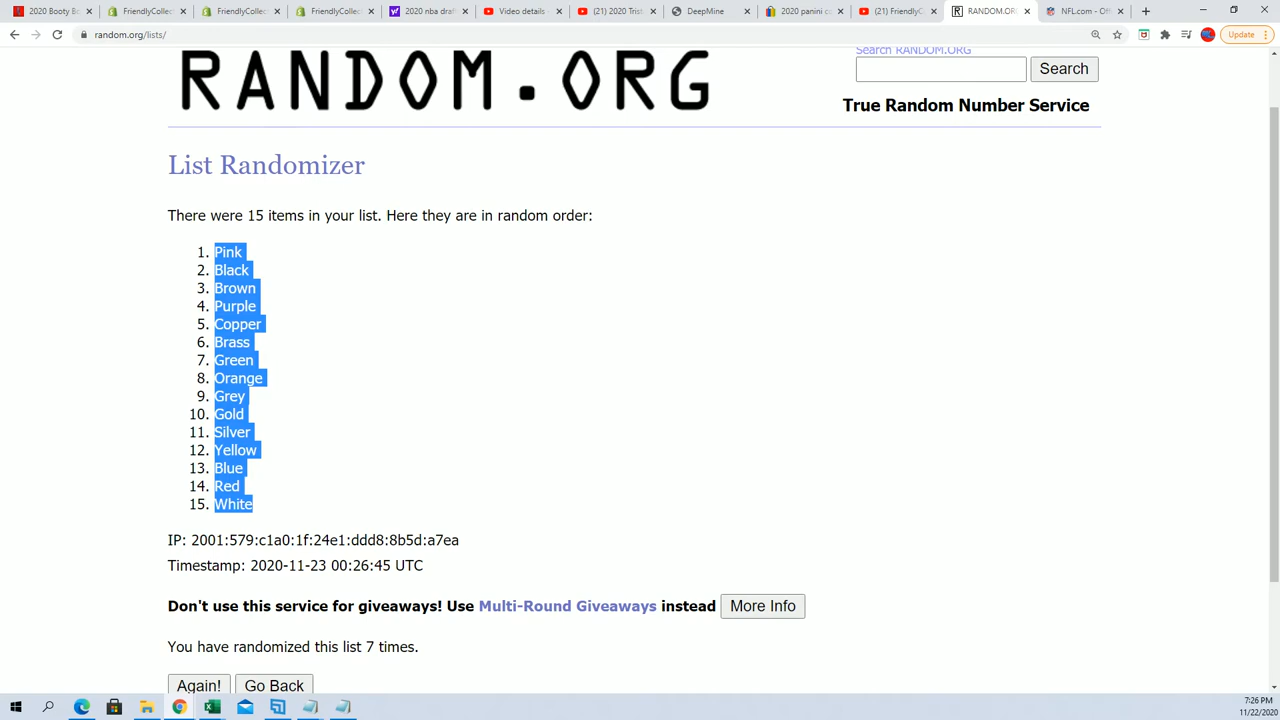 2020 Booty B
FriendlyCollec
FriendlyCollec
FriendlyCollec
2020 nba draf
Video details
(21) 2020 Trist
DeepMine
2020 panini co
(21) FriendlyC
RANDOM.ORG
NFL.com - Off
random.org/lists/
Update
RANDOM.ORG
Search RANDOM.ORG
Search
True Random Number Service
List Randomizer
There were 15 items in your list. Here they are in random order:
1. Pink
2. Black
3. Brown
4. Purple
5. Copper
6. Brass
7. Green
8. Orange
9. Grey
10. Gold
11. Silver
12. Yellow
13. Blue
14. Red
15. White
IP: 2001:579:c1a0:1f:24e1:ddd8:8b5d:a7ea
Timestamp: 2020-11-23 00:26:45 UTC
Don't use this service for giveaways! Use Multi-Round Giveaways instead More Info
You have randomized this list 7 times.
Again! Go Back
7:26 PM
11/22/2020